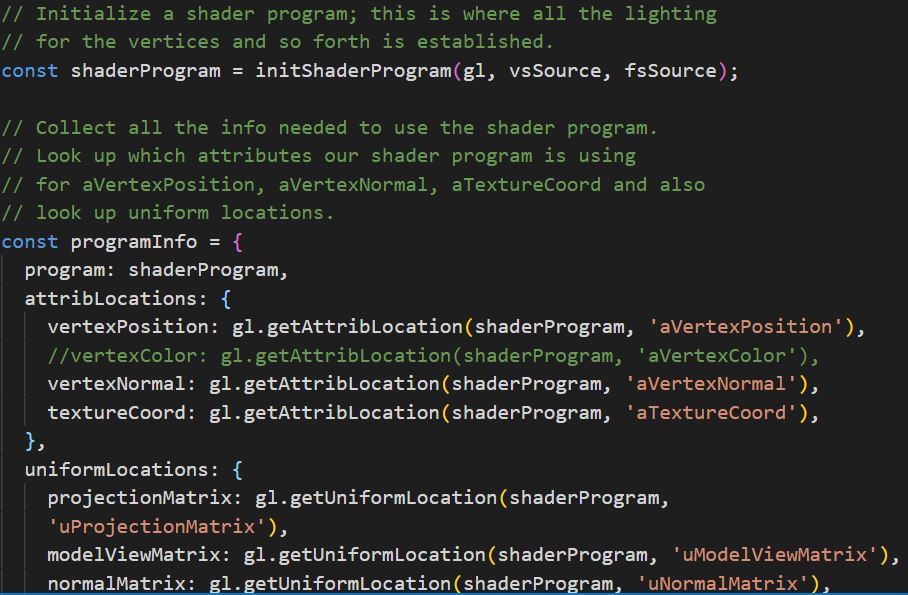 // Initialize a shader program; this is where all the lighting
// for the vertices and so forth is established.
const shaderProgram = initShaderProgram(gl, vsSource, fsSource);
// Collect all the info needed to use the shader program.
// Look up which attributes our shader program is using
// for aVertexPosition, aVertexNormal, aTextureCoord and also
// look up uniform locations.
const programInfo = {
  program: shaderProgram,
  attribLocations: {
    vertexPosition: gl.getAttribLocation(shaderProgram, 'aVertexPosition'),
    //vertexColor: gl.getAttribLocation(shaderProgram, 'aVertexColor'),
    vertexNormal: gl.getAttribLocation(shaderProgram, 'aVertexNormal'),
    textureCoord: gl.getAttribLocation(shaderProgram, 'aTextureCoord'),
  },
  uniformLocations: {
    projectionMatrix: gl.getUniformLocation(shaderProgram,
    'uProjectionMatrix'),
    modelViewMatrix: gl.getUniformLocation(shaderProgram, 'uModelViewMatrix'),
    normalMatrix: gl.getUniformLocation(shaderProgram, 'uNormalMatrix'),